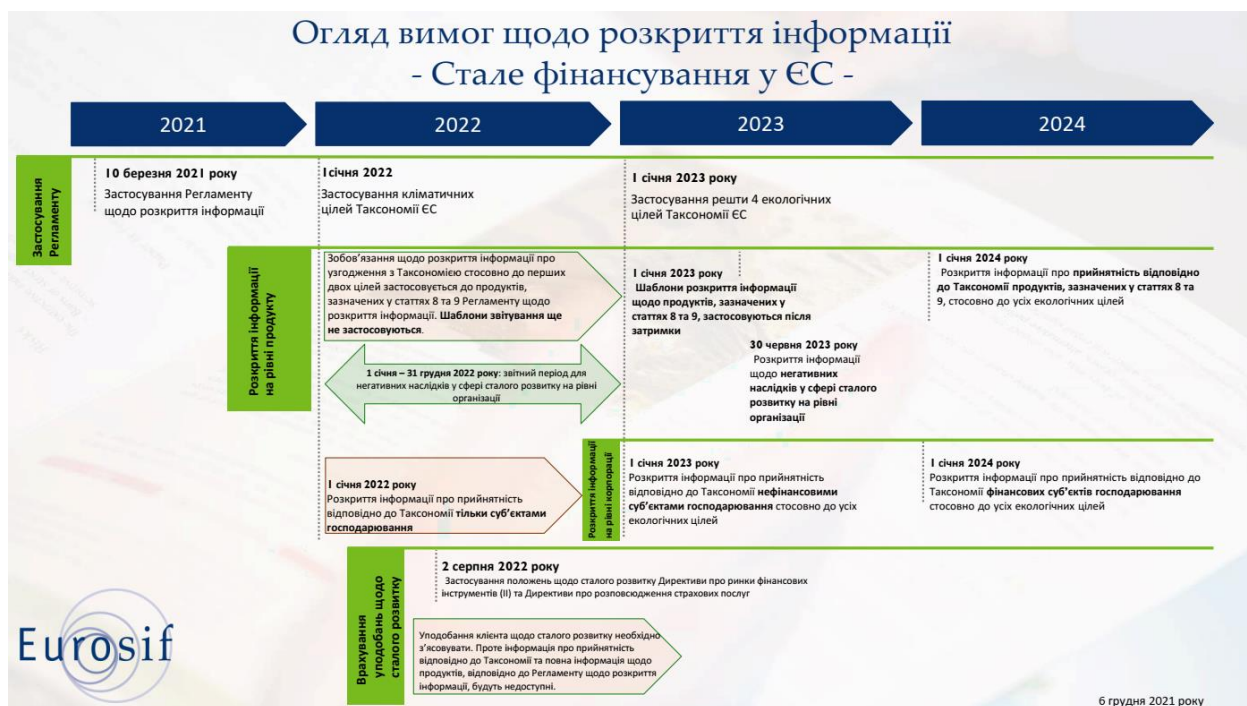 Огляд вимог щодо розкриття інформації
- Стале фінансування у ЄС -
2021
2022
2023
2024
Застосування
Регламенту
10 березня 2021 року
Застосування Регламенту
щодо розкриття інформації
1січня 2022
Застосування кліматичних
цілей Таксономії ЄС
1 січня 2023 року
Застосування решти 4 екологічних
цілей Таксономії ЄС
Розкриття інформації
на рівні продукту
Зобов’язання щодо розкриття інформації про
узгодження з Таксономією стосовно до перших
двох цілей застосовується до продуктів,
зазначених у статтях 8 та 9 Регламенту щодо
розкриття інформації. Шаблони звітування ще
не застосовуються.
1 січня 2023 року
Шаблони розкриття інформації
щодо продуктів, зазначених у
статтях 8 та 9, застосовуються після
затримки
1 січня 2024 року
Розкриття інформації про прийнятність відповідно
до Таксономії продуктів, зазначених у статтях 8 та
9, стосовно до усіх екологічних цілей
1 січня – 31 грудня 2022 року: звітний період для
негативних наслідків у сфері сталого розвитку на рівні
організації
30 червня 2023 року
Розкриття інформації
щодо негативних
наслідків у сфері сталого
розвитку на рівні
організації
1 січня 2022 року
Розкриття інформації про прийнятність
відповідно до Таксономії тільки суб’єктами
господарювання
Розкриття інформації
на рівні корпорації
1 січня 2023 року
Розкриття інформації про прийнятність
відповідно до Таксономії нефінансовими
суб’єктами господарювання стосовно до усіх
екологічних цілей
1 січня 2024 року
Розкриття інформації про прийнятність відповідно до
Таксономії фінансових суб’єктів господарювання
стосовно до усіх екологічних цілей
Врахування
уподобань щодо
сталого розвитку
2 серпня 2022 року
Застосування положень щодо сталого розвитку Директиви про ринки фінансових
інструментів (II) та Директиви про розповсюдження страхових послуг
Уподобання клієнта щодо сталого розвитку необхідно
з’ясовувати. Проте інформація про прийнятність
відповідно до Таксономії та повна інформація щодо
продуктів, відповідно до Регламенту щодо розкриття
інформації, будуть недоступні.
Eurosif
6 грудня 2021 року